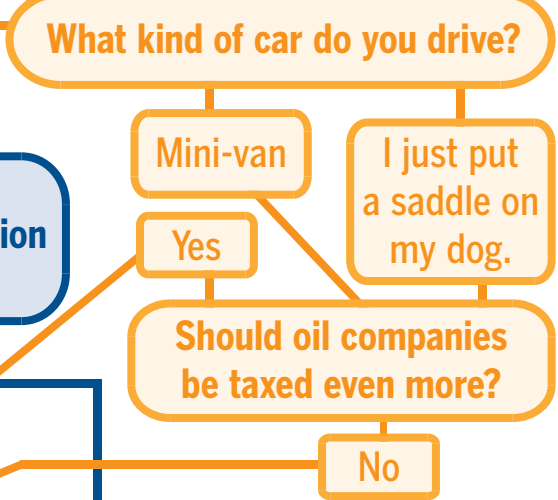 What kind of car do you drive?
Mini-van
I just put
a saddle on
my dog.
Yes
Should oil companies
be taxed even more?
No